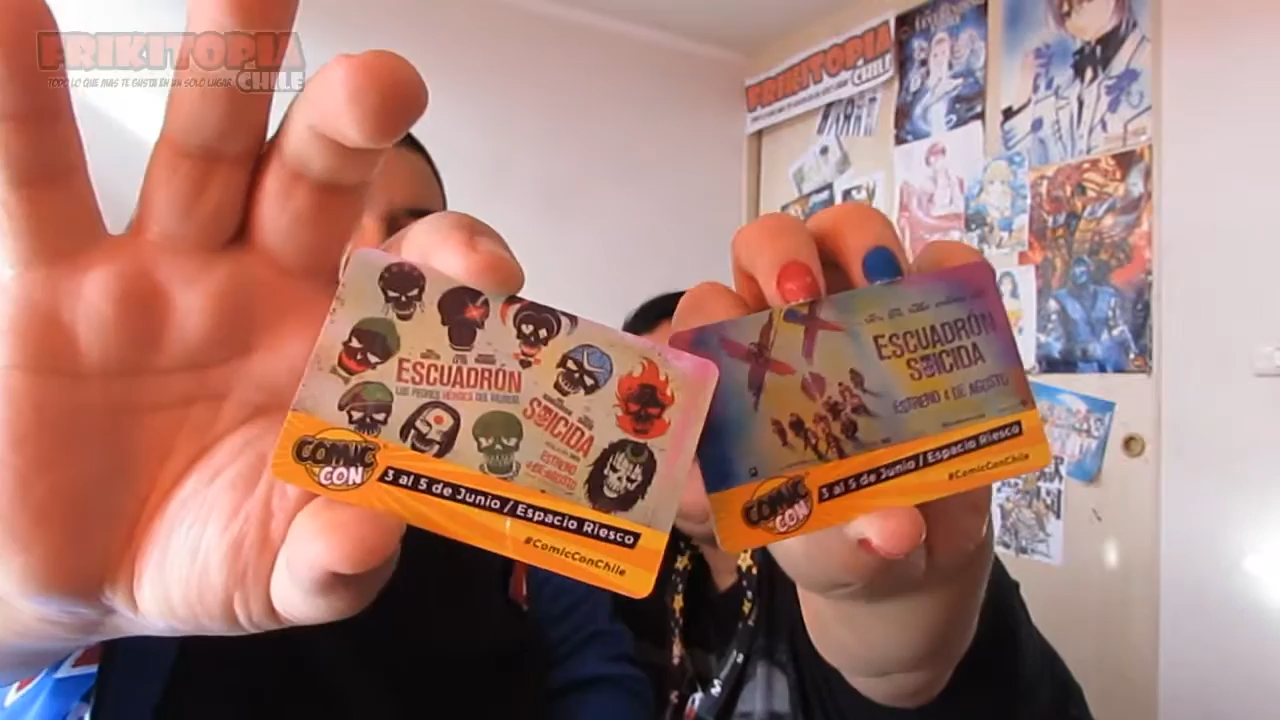 FRIKITOPIA
TODO LO QUE MAS TE GUSTA EN UN SOLO LUGAR CHILE
FRIKITOPIA
CHILE
ESCUADRÓN
LOS PEORES HÉROES DEL MUNDO
SUICIDA
ESTRENO
4 DE AGOSTO
COMIC
CON
3 al 5 de Junio / Espacio Riesco
#ComicConChile
ESCUADRÓN
SUICIDA
ESTRENO 4 DE AGOSTO
COMIC
CON
3 al 5 de Junio / Espacio Riesco
#ComicConChile